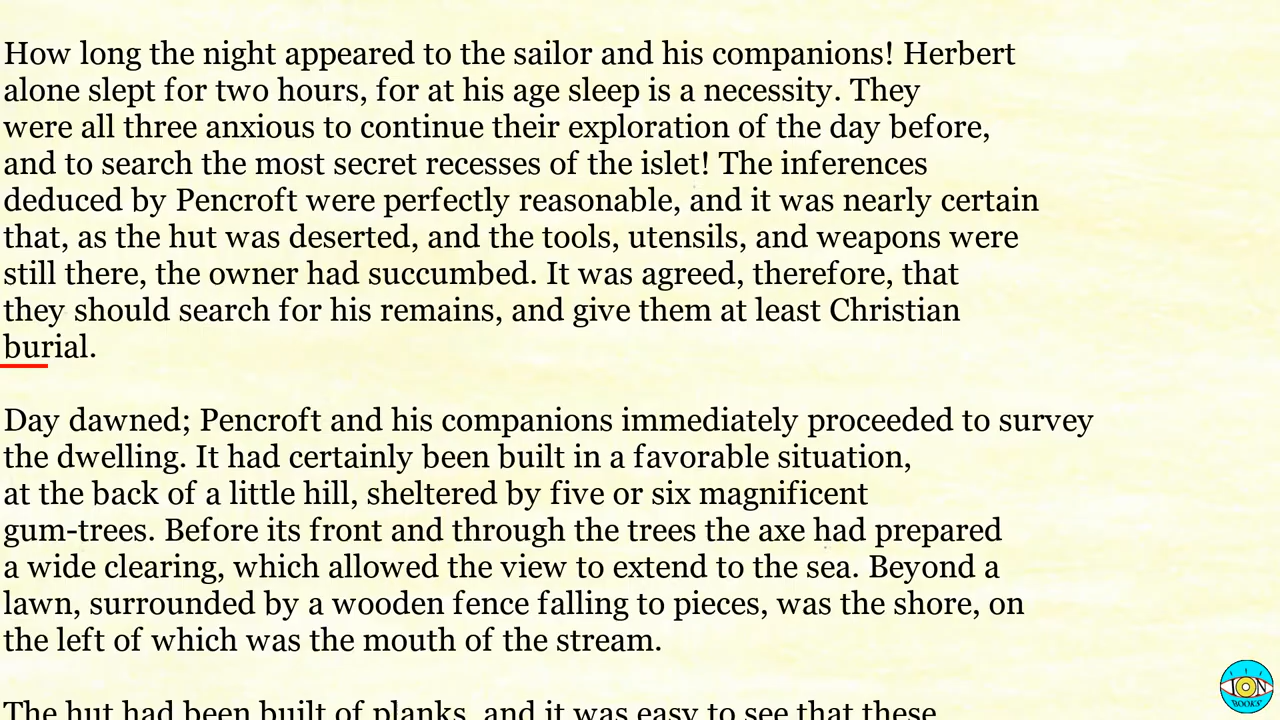 How long the night appeared to the sailor and his companions! Herbert
alone slept for two hours, for at his age sleep is a necessity. They
were all three anxious to continue their exploration of the day before,
and to search the most secret recesses of the islet! The inferences
deduced by Pencroft were perfectly reasonable, and it was nearly certain
that, as the hut was deserted, and the tools, utensils, and weapons were
still there, the owner had succumbed. It was agreed, therefore, that
they should search for his remains, and give them at least Christian
burial.
Day dawned; Pencroft and his companions immediately proceeded to survey
the dwelling. It had certainly been built in a favorable situation,
at the back of a little hill, sheltered by five or six magnificent
gum-trees. Before its front and through the trees the axe had prepared
a wide clearing, which allowed the view to extend to the sea. Beyond a
lawn, surrounded by a wooden fence falling to pieces, was the shore, on
the left of which was the mouth of the stream.
The hut had been built of planks, and it was easy to see that these
ION
BOOKS